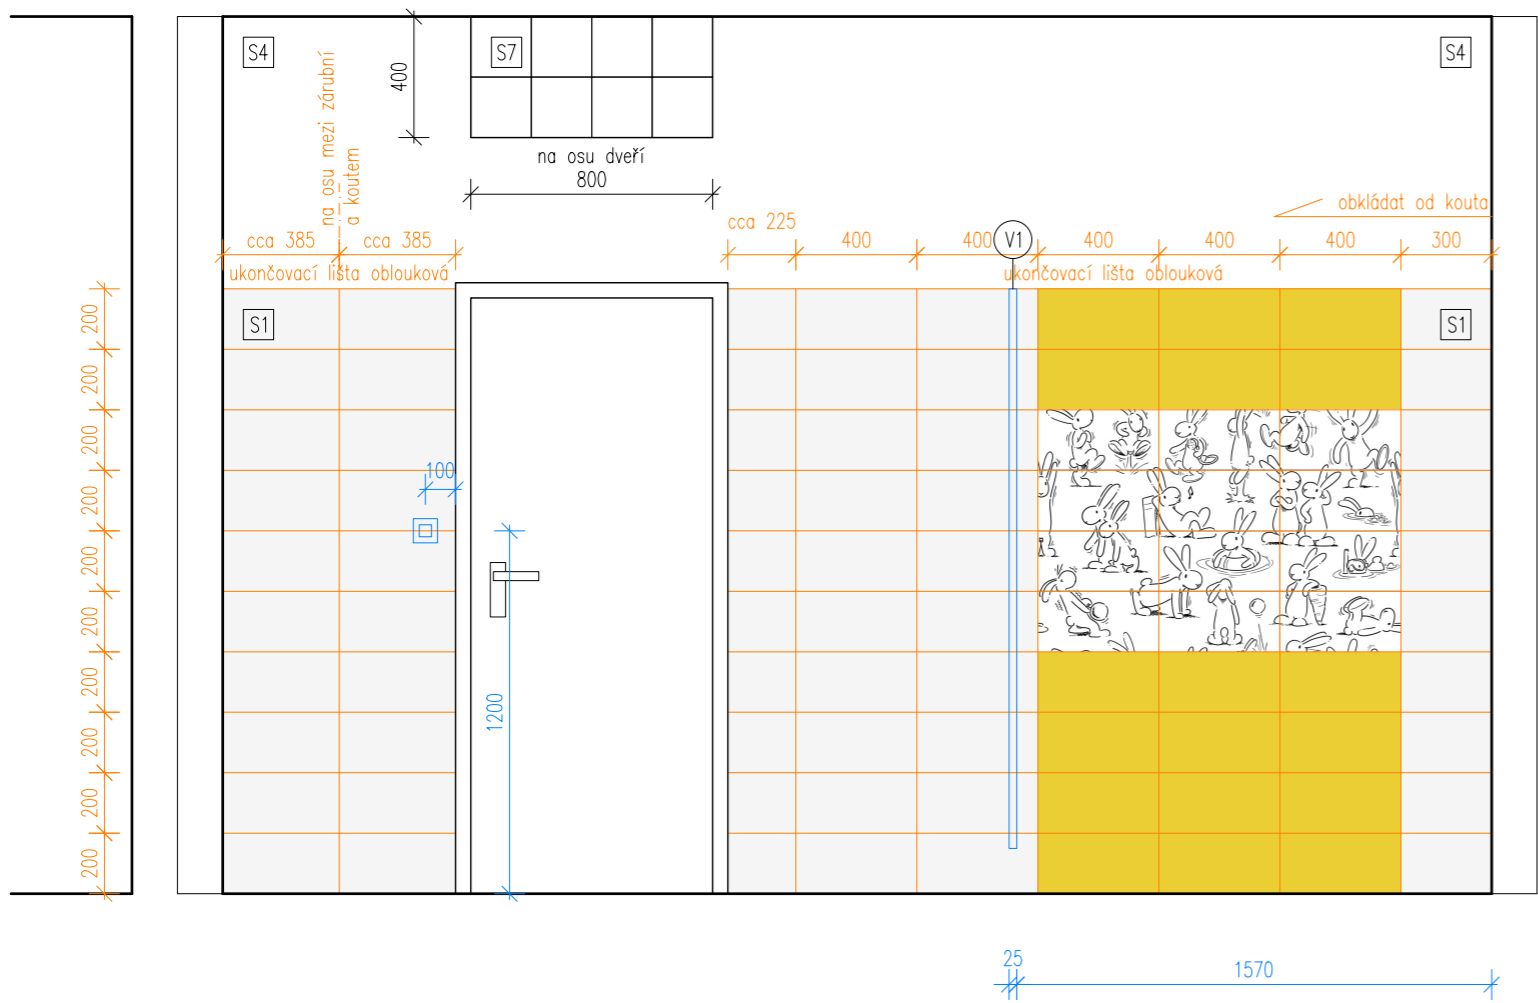 S4
S7
S4
400
na osu mezi zárubní
a koutem
na osu dveří
800
obkládat od kouta
cca 385
cca 385
cca 225
400
400
V1
400
400
400
300
ukončovací lišta oblouková
ukončovací lišta oblouková
S1
S1
200
200
200
200
200
200
200
200
200
200
100
1200
25
1570